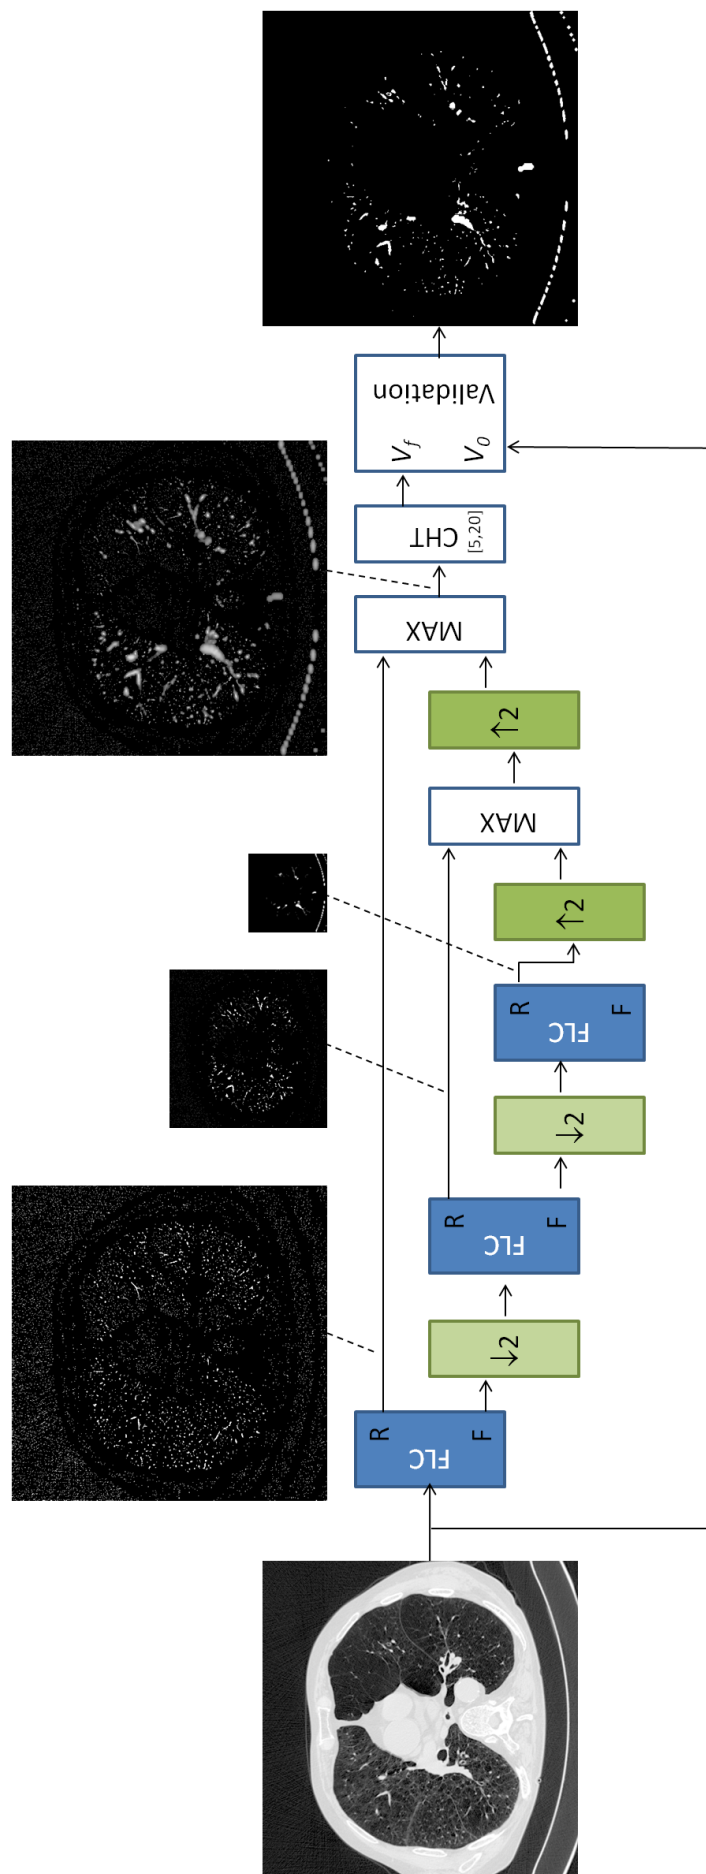 Validation
V_f
V_0
CHT
[5,20]
MAX
↑2
MAX
↑2
R
FLC
F
↓2
R
FLC
F
↓2
R
FLC
F